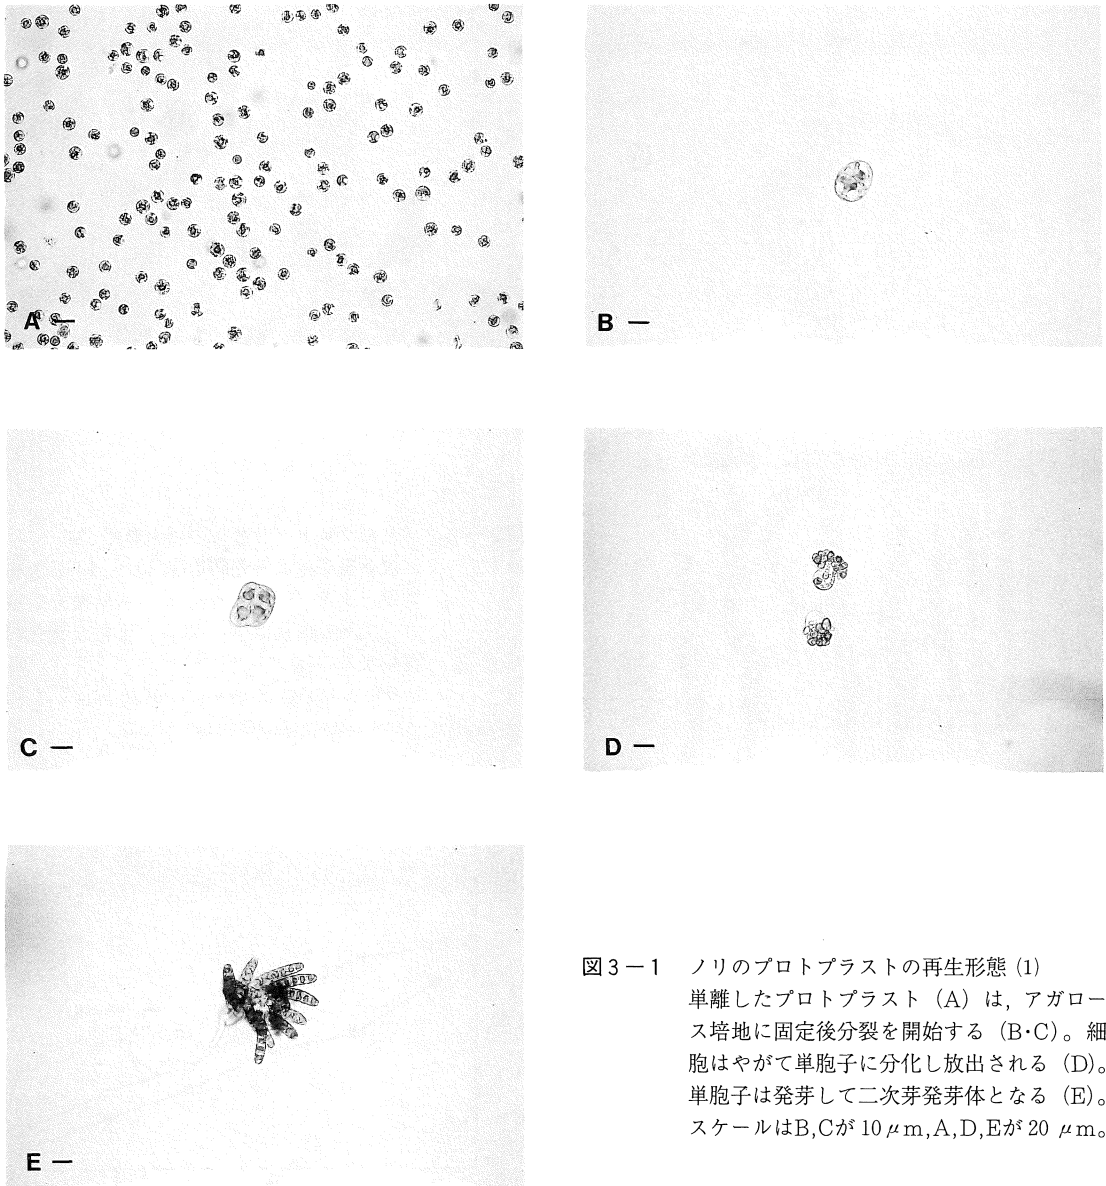 A
B
C
D
E
図3-1 ノリのプロトプラストの再生形態 (1)
単離したプロトプラスト (A) は, アガロー
ス培地に固定後分裂を開始する (B・C)。細
胞はやがて単胞子に分化し放出される (D)。
単胞子は発芽して二次芽発芽体となる (E)。
スケールはB,Cが 10 μm,A,D,Eが 20 μm。